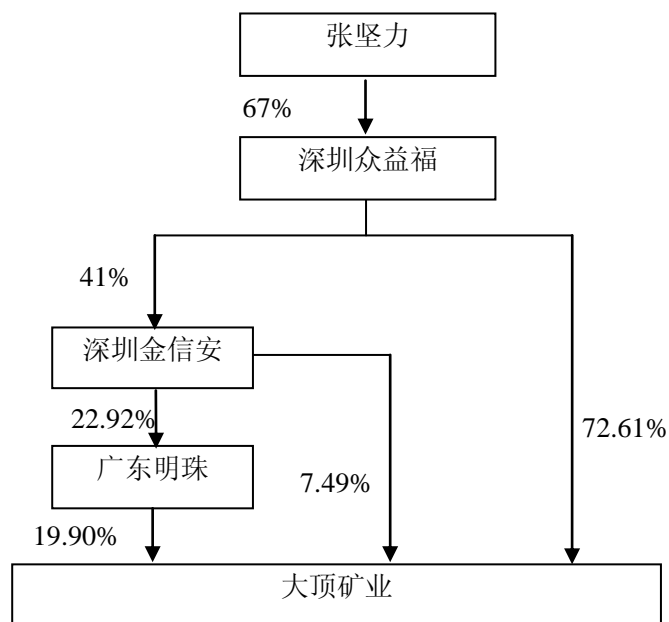 张坚力
67%
深圳众益福
41%
深圳金信安
22.92%
72.61%
广东明珠
7.49%
19.90%
大顶矿业